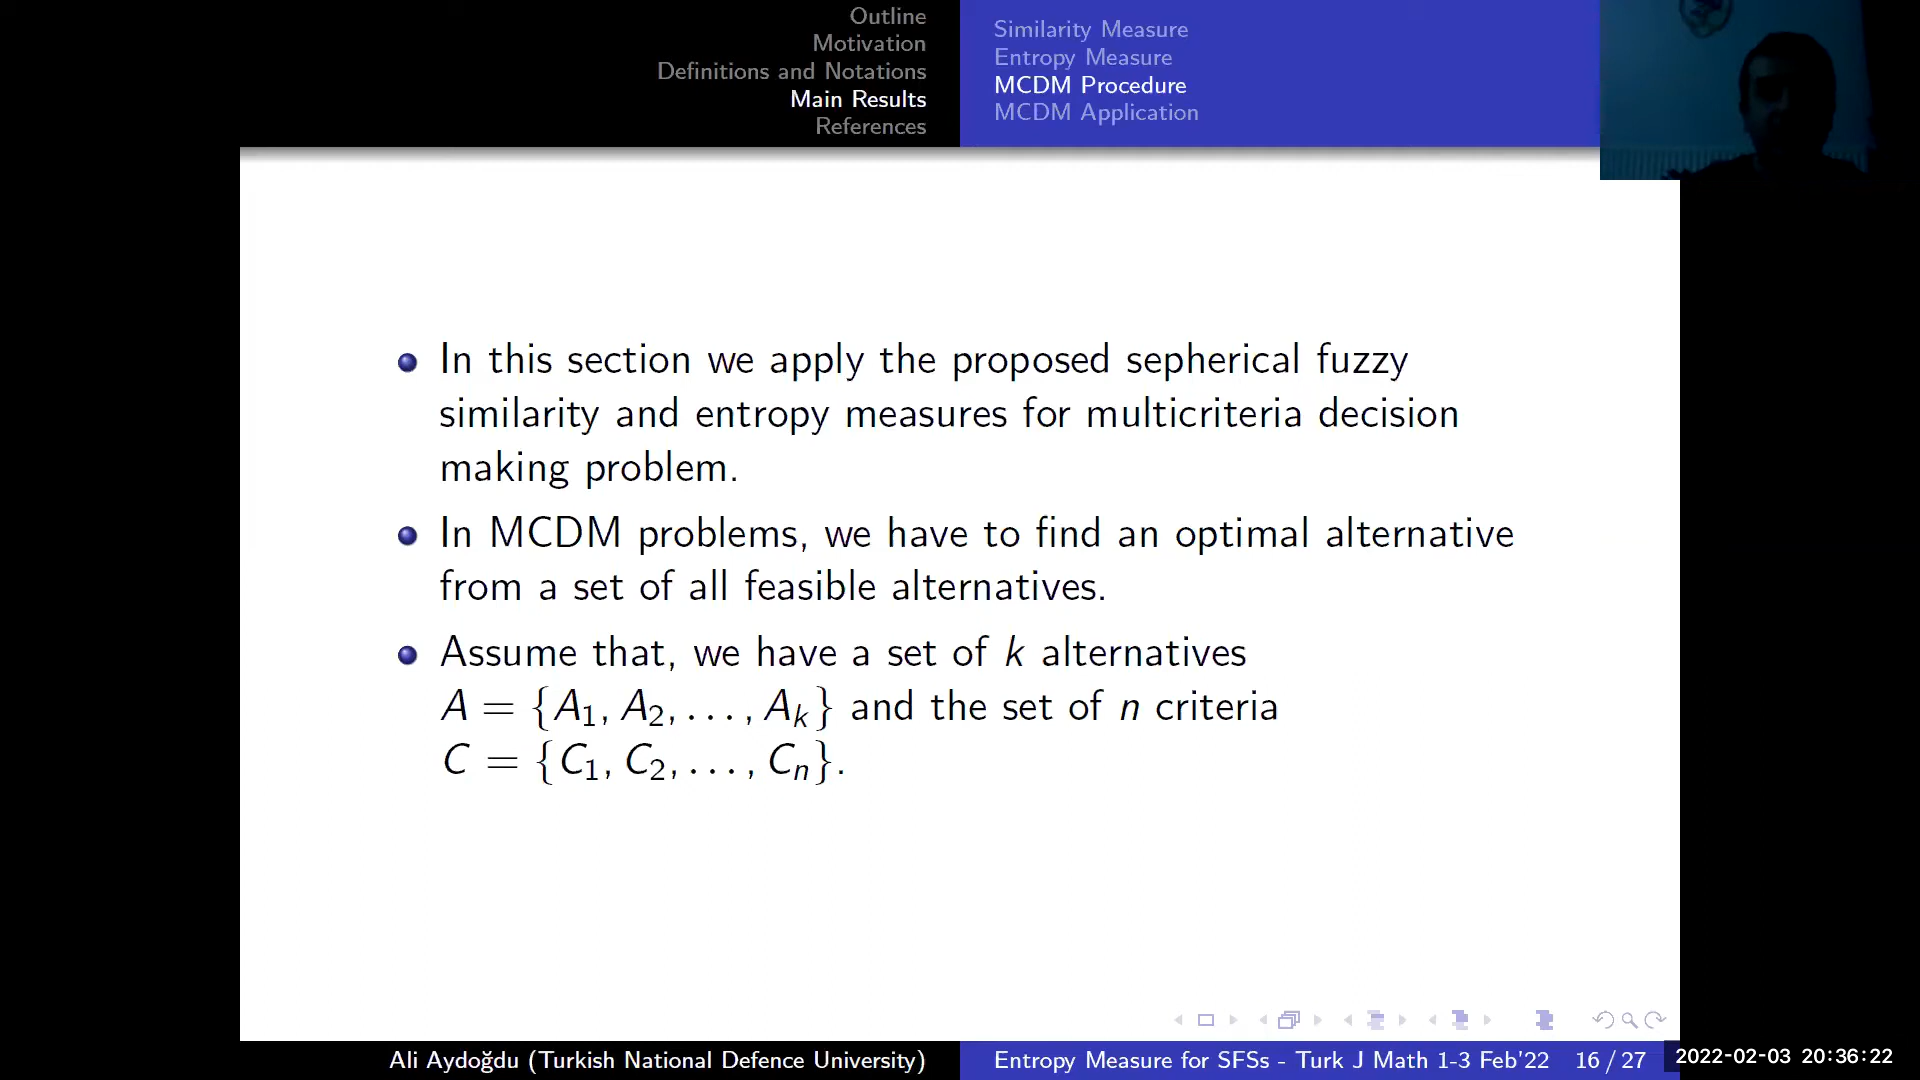 Outline
Motivation
Definitions and Notations
Main Results
References
Similarity Measure
Entropy Measure
MCDM Procedure
MCDM Application
In this section we apply the proposed sepherical fuzzy
similarity and entropy measures for multicriteria decision
making problem.
In MCDM problems, we have to find an optimal alternative
from a set of all feasible alternatives.
Assume that, we have a set of k alternatives
A = {A₁, A₂, . . . , Aₖ} and the set of n criteria
C = {C₁, C₂, . . . , Cₙ}.
Ali Aydoğdu (Turkish National Defence University)
Entropy Measure for SFSs - Turk J Math 1-3 Feb'22 16 / 27
2022-02-03 20:36:22